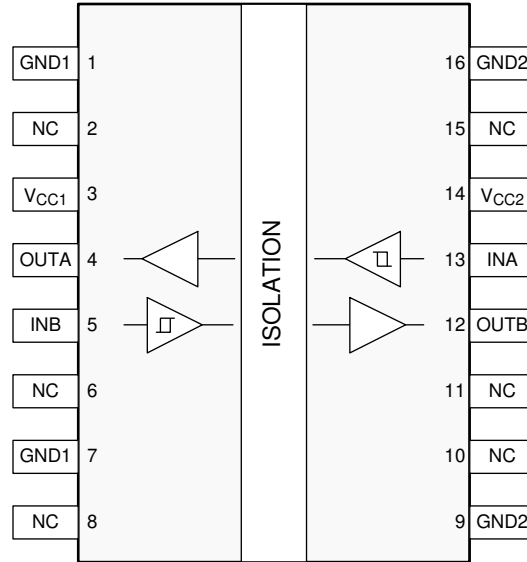 GND1 1 16 GND2
NC 2 15 NC
VCC1 3 14 VCC2
OUTA 4 13 INA
INB 5 12 OUTB
NC 6 11 NC
GND1 7 10 NC
NC 8 9 GND2
ISOLATION